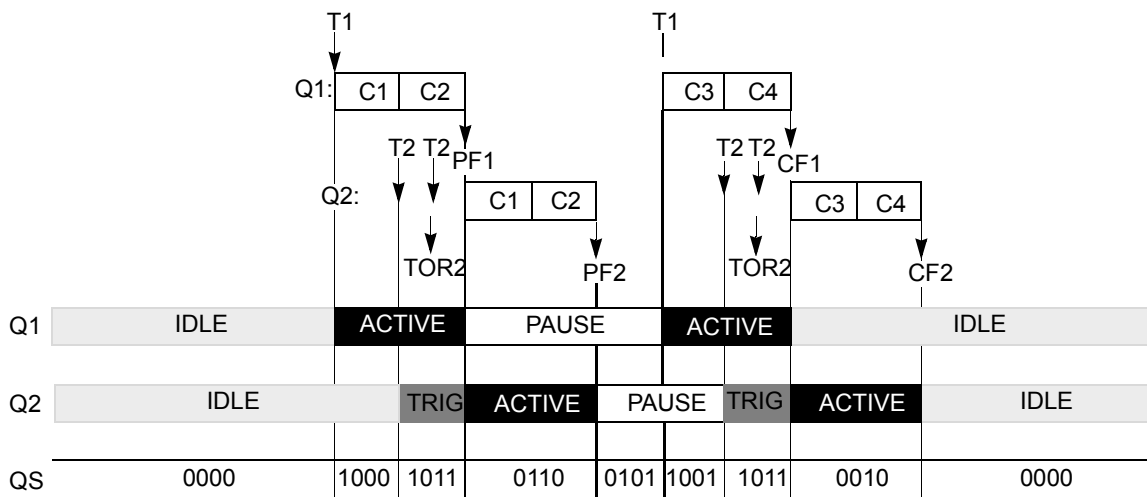 T1 T1
Q1: C1 C2 C3 C4
T2 T2 PF1 T2 T2 CF1
Q2: C1 C2 C3 C4
TOR2 PF2 TOR2 CF2
Q1 IDLE ACTIVE PAUSE ACTIVE IDLE
Q2 IDLE TRIG ACTIVE PAUSE TRIG ACTIVE IDLE
QS 0000 1000 1011 0110 0101 1001 1011 0010 0000